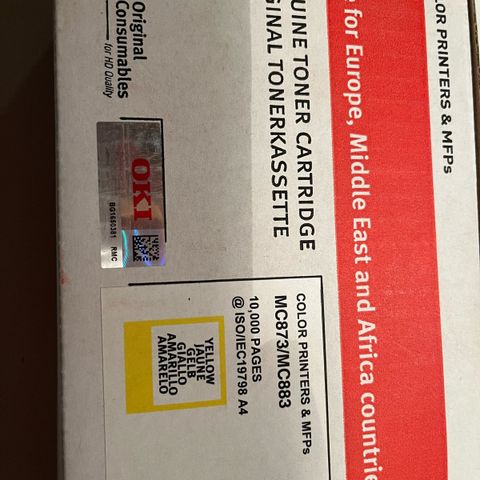 COLOR PRINTERS & MFPs
e for Europe, Middle East and Africa countrie
UINE TONER CARTRIDGE
GINAL TONERKASSETTE
Original
Consumables
for HD Quality
OKI
BG1650381 RMC
COLOR PRINTERS & MFPs
MC873/MC883
10,000 PAGES
@ ISO/IEC19798 A4
YELLOW
JAUNE
GELB
GIALLO
AMARILLO
AMARELO